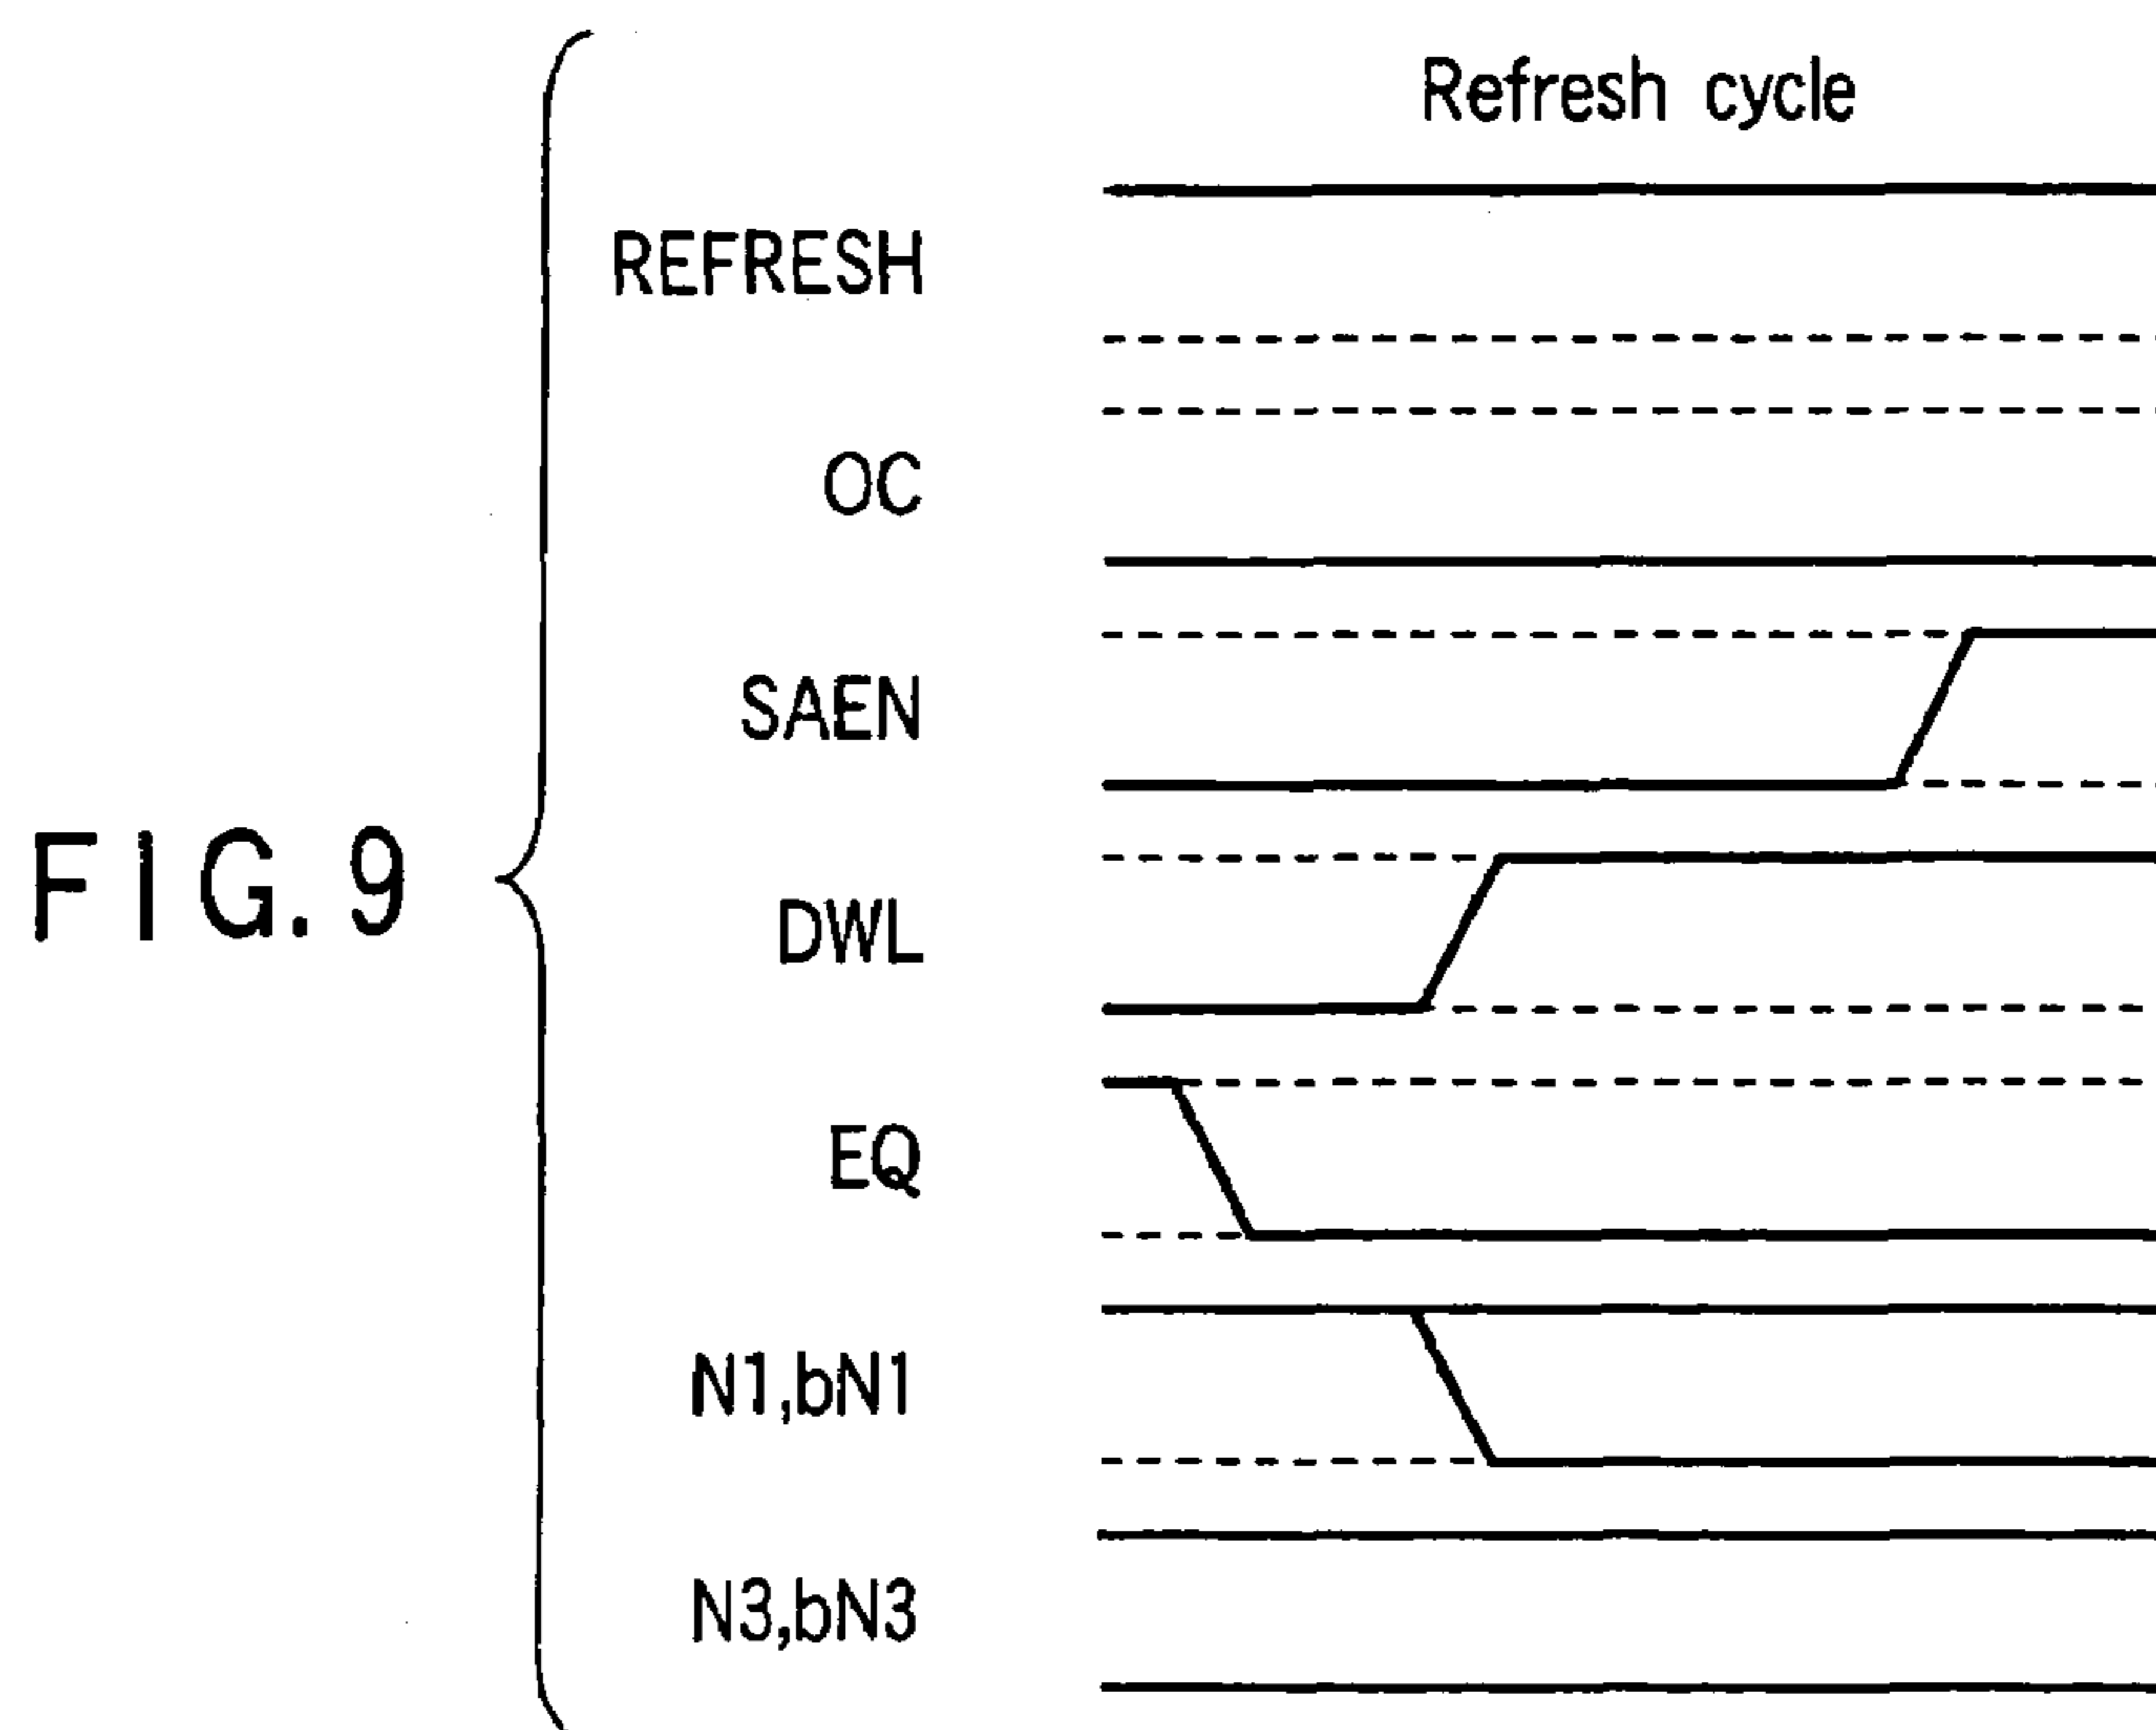 Refresh cycle
REFRESH
OC
SAEN
FIG. 9
DWL
EQ
N1,bN1
N3,bN3